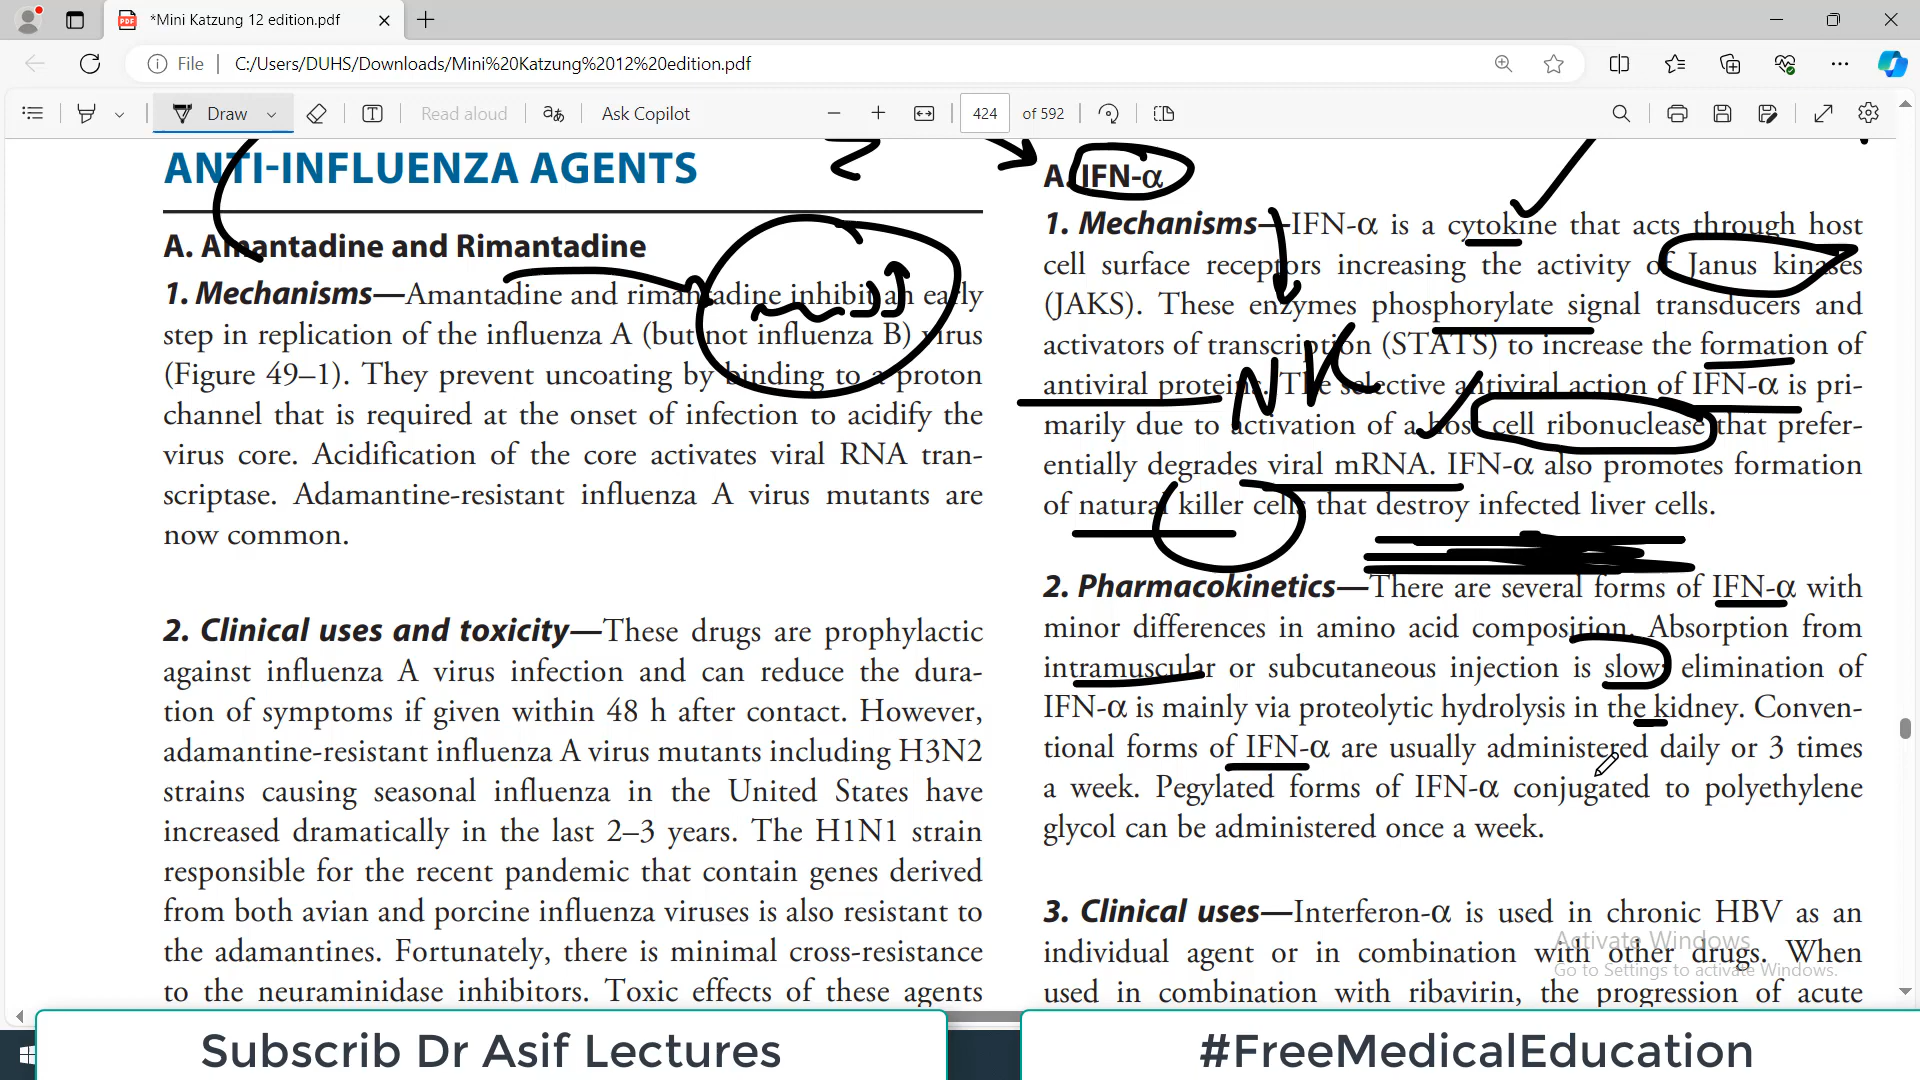 *Mini Katzung 12 edition.pdf
File
C:/Users/DUHS/Downloads/Mini%20Katzung%2012%20edition.pdf
Draw
Read aloud
Ask Copilot
424 of 592
ANTI-INFLUENZA AGENTS
A. Amantadine and Rimantadine
1. Mechanisms—Amantadine and rimantadine inhibit an early
step in replication of the influenza A (but not influenza B) virus
(Figure 49–1). They prevent uncoating by binding to a proton
channel that is required at the onset of infection to acidify the
virus core. Acidification of the core activates viral RNA tran-
scriptase. Adamantine-resistant influenza A virus mutants are
now common.
2. Clinical uses and toxicity—These drugs are prophylactic
against influenza A virus infection and can reduce the dura-
tion of symptoms if given within 48 h after contact. However,
adamantine-resistant influenza A virus mutants including H3N2
strains causing seasonal influenza in the United States have
increased dramatically in the last 2–3 years. The H1N1 strain
responsible for the recent pandemic that contain genes derived
from both avian and porcine influenza viruses is also resistant to
the adamantines. Fortunately, there is minimal cross-resistance
to the neuraminidase inhibitors. Toxic effects of these agents
A. IFN-α
1. Mechanisms—IFN-α is a cytokine that acts through host
cell surface receptors increasing the activity of Janus kinases
(JAKS). These enzymes phosphorylate signal transducers and
activators of transcription (STATS) to increase the formation of
antiviral proteins. The selective antiviral action of IFN-α is pri-
marily due to activation of a host cell ribonuclease that prefer-
entially degrades viral mRNA. IFN-α also promotes formation
of natural killer cells that destroy infected liver cells.
NK
2. Pharmacokinetics—There are several forms of IFN-α with
minor differences in amino acid composition. Absorption from
intramuscular or subcutaneous injection is slow; elimination of
IFN-α is mainly via proteolytic hydrolysis in the kidney. Conven-
tional forms of IFN-α are usually administered daily or 3 times
a week. Pegylated forms of IFN-α conjugated to polyethylene
glycol can be administered once a week.
3. Clinical uses—Interferon-α is used in chronic HBV as an
individual agent or in combination with other drugs. When
used in combination with ribavirin, the progression of acute
Activate Windows
Go to Settings to activate Windows.
Subscrib Dr Asif Lectures
#FreeMedicalEducation